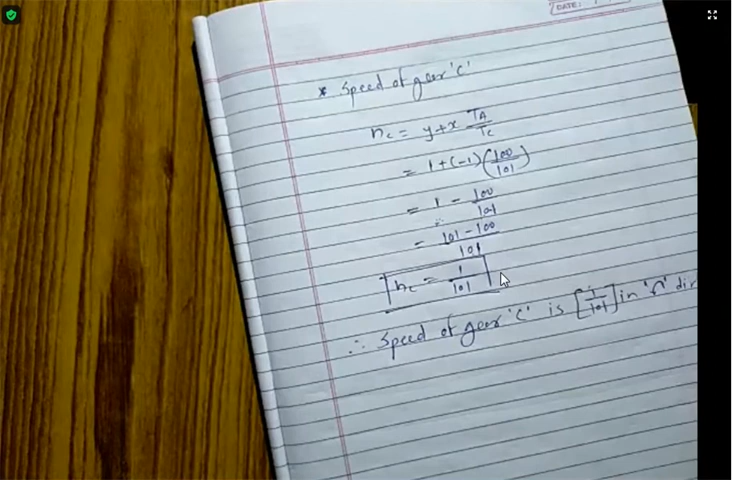 DATE:
* Speed of gear 'C'
n_c = y + x T_A/T_C
= 1 + (-1) (100/101)
= 1 - 100/101
= 101 - 100/101
n_c = 1/101
∴ Speed of gear 'C' is [1/101] in '↶' dir